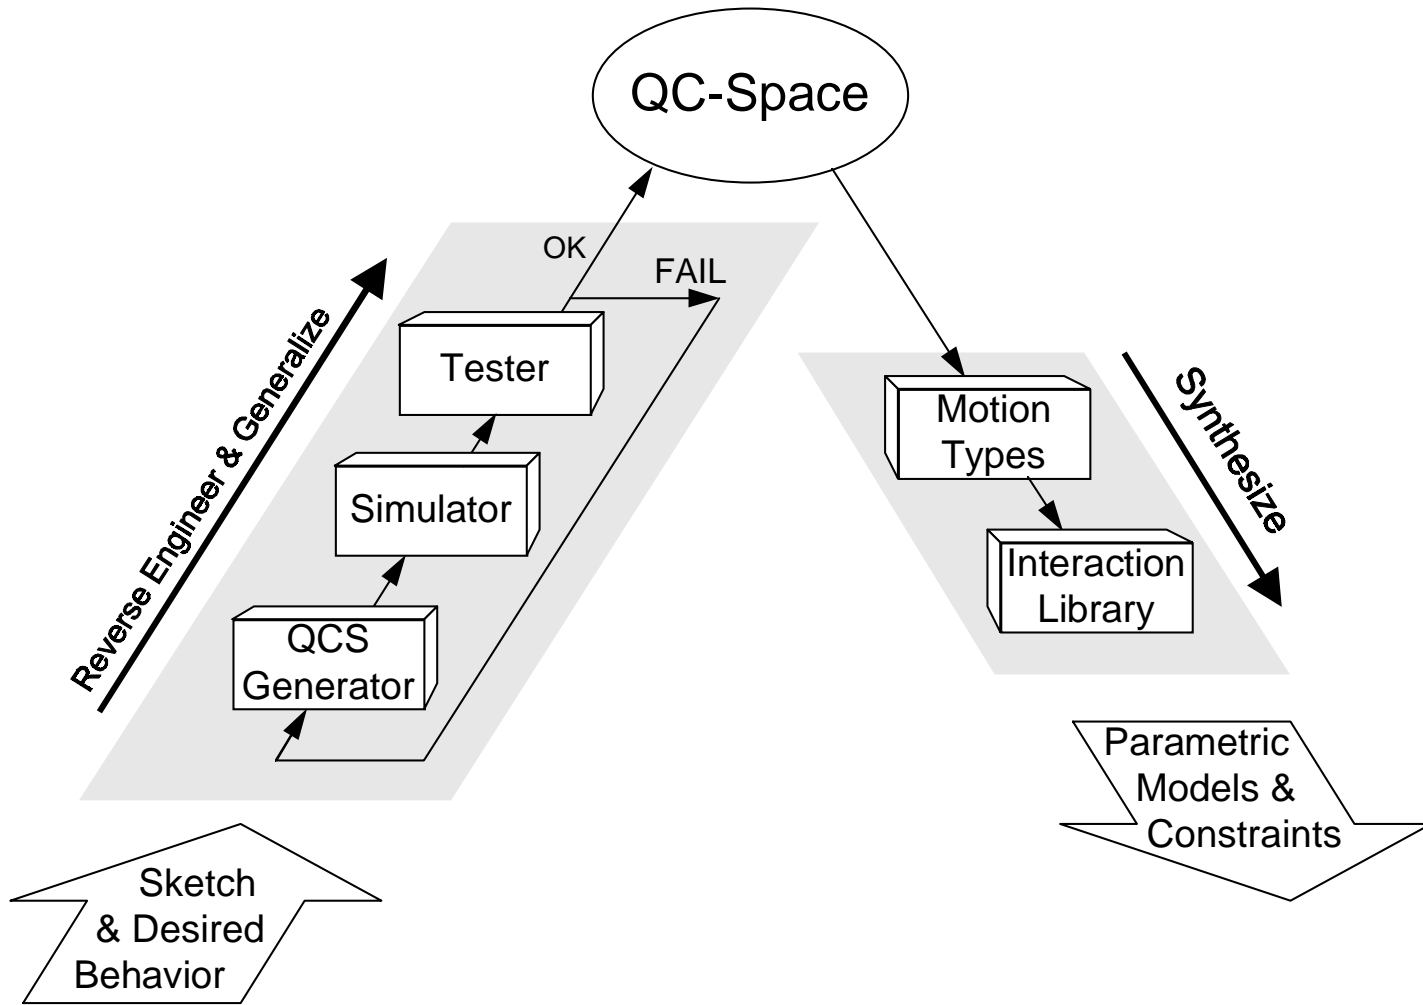 QC-Space
OK
FAIL
Reverse Engineer & Generalize
Tester
Simulator
QCS
Generator
Sketch
& Desired
Behavior
Motion
Types
Interaction
Library
Synthesize
Parametric
Models &
Constraints